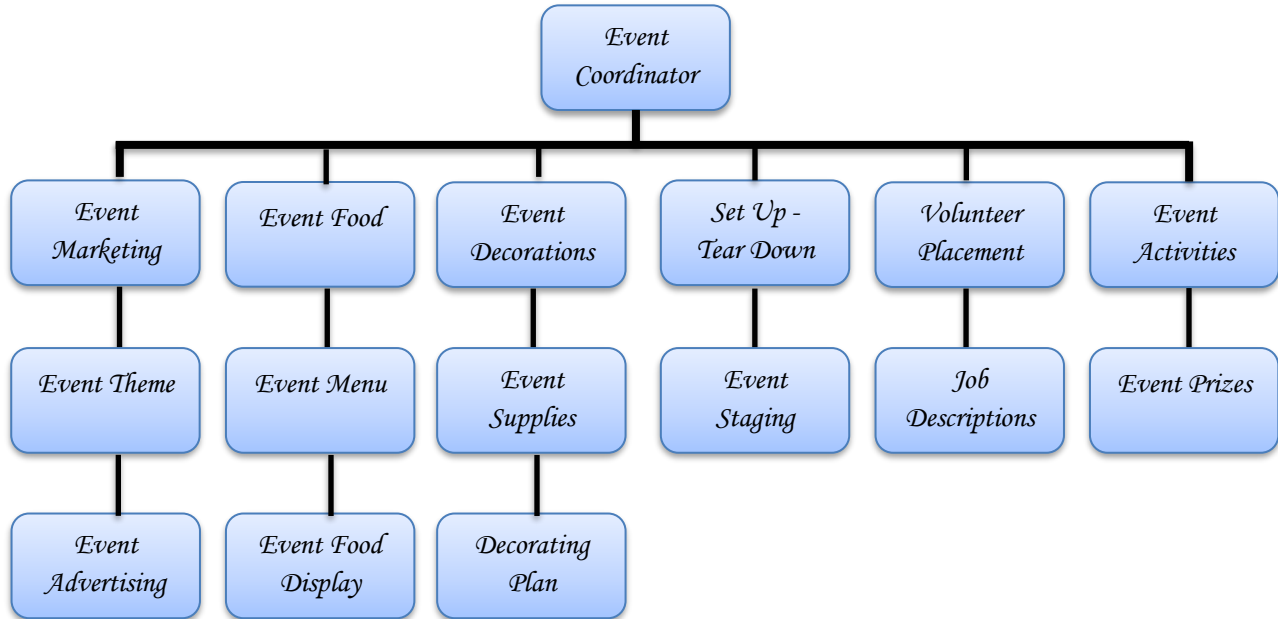 Event
Coordinator
Event
Marketing
Event Food
Event
Decorations
Set Up -
Tear Down
Volunteer
Placement
Event
Activities
Event Theme
Event Menu
Event
Supplies
Event
Staging
Job
Descriptions
Event Prizes
Event
Advertising
Event Food
Display
Decorating
Plan